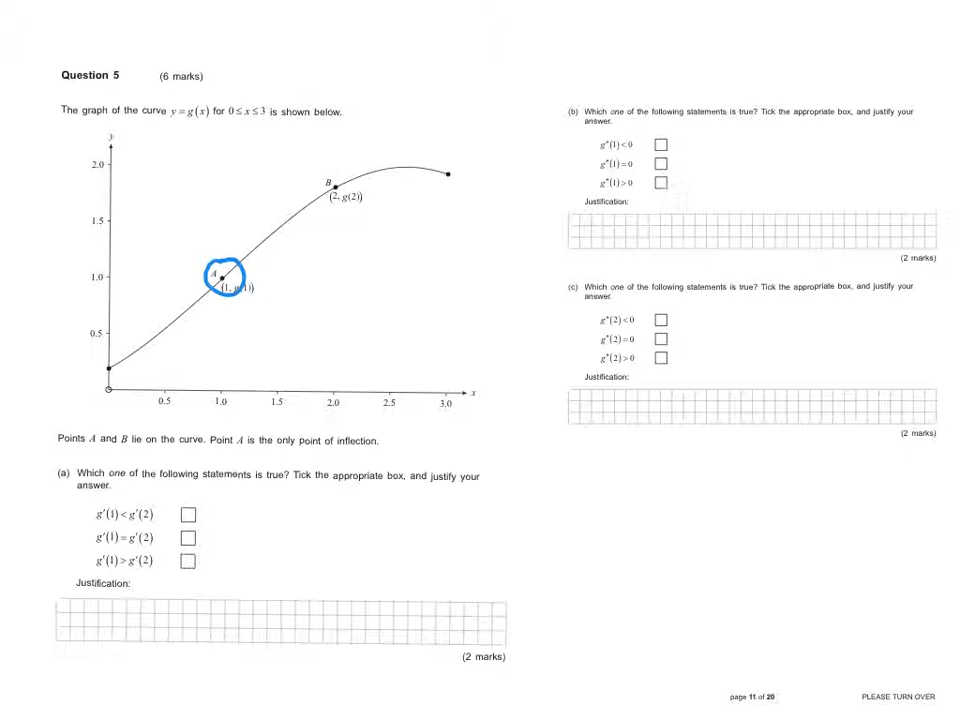 Question 5 (6 marks)
The graph of the curve y = g(x) for 0 ≤ x ≤ 3 is shown below.
y
2.0
B
(2, g(2))
1.5
A
1.0
(1, g(1))
0.5
x
0.5 1.0 1.5 2.0 2.5 3.0
Points A and B lie on the curve. Point A is the only point of inflection.
(a) Which one of the following statements is true? Tick the appropriate box, and justify your
answer.
g′(1) < g′(2)
g′(1) = g′(2)
g′(1) > g′(2)
Justification:
(2 marks)
(b) Which one of the following statements is true? Tick the appropriate box, and justify your
answer.
g″(1) < 0
g″(1) = 0
g″(1) > 0
Justification:
(2 marks)
(c) Which one of the following statements is true? Tick the appropriate box, and justify your
answer.
g″(2) < 0
g″(2) = 0
g″(2) > 0
Justification:
(2 marks)
page 11 of 20 PLEASE TURN OVER